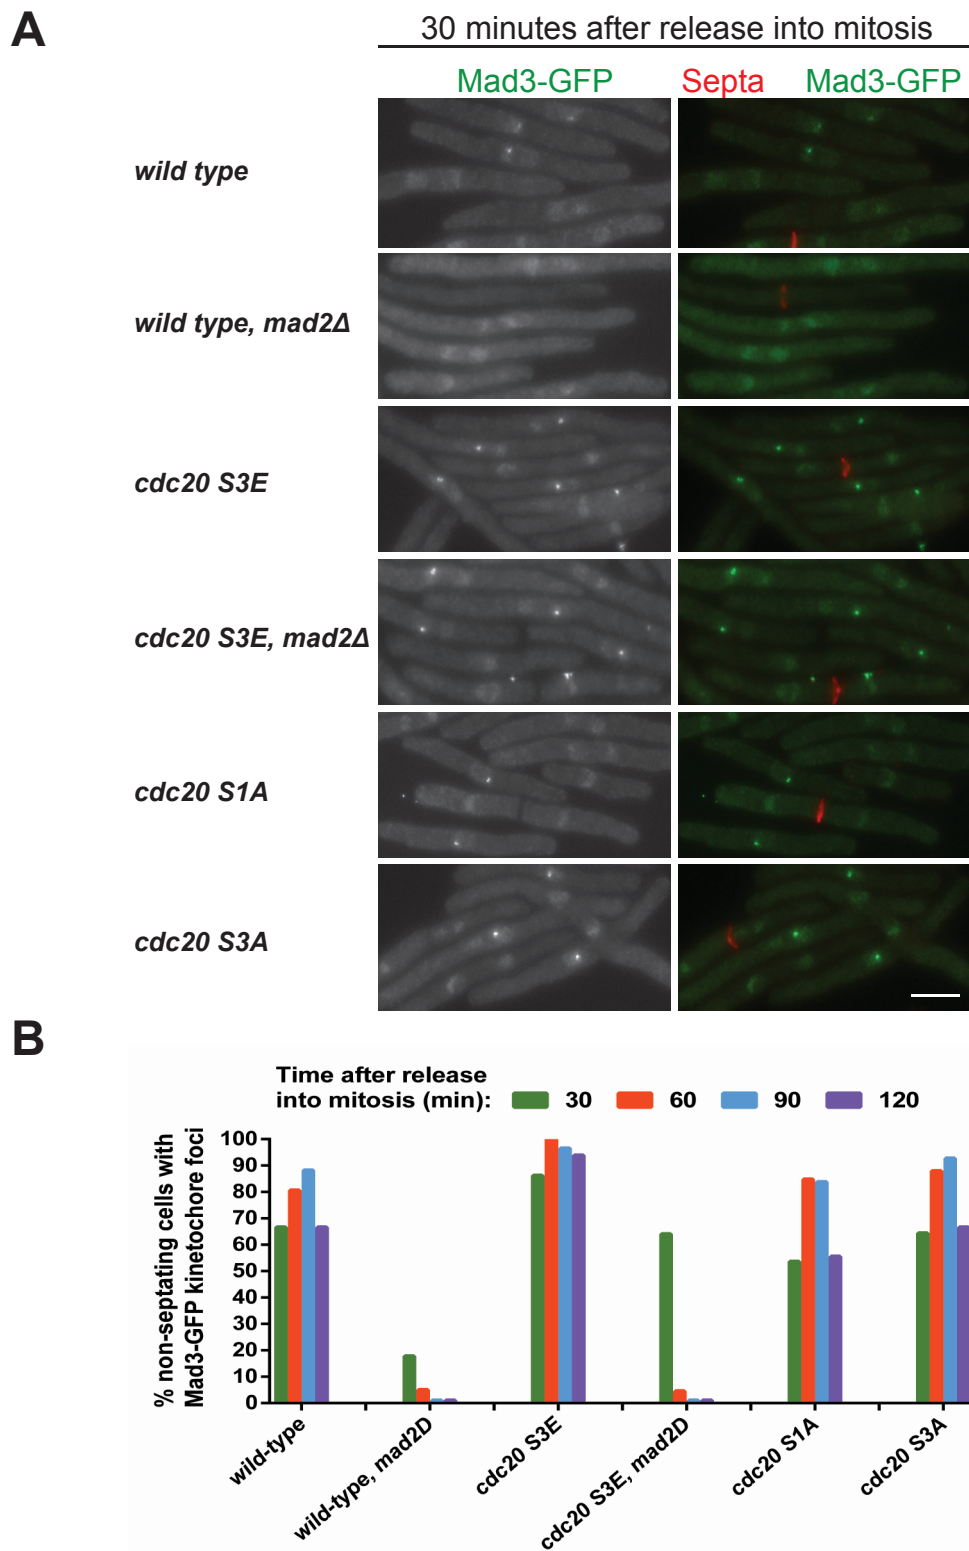 A
30 minutes after release into mitosis
Mad3-GFP
Septa Mad3-GFP
wild type
wild type, mad2Δ
cdc20 S3E
cdc20 S3E, mad2Δ
cdc20 S1A
cdc20 S3A
B
Time after release
into mitosis (min): 30 60 90 120
% non-septating cells with
Mad3-GFP kinetochore foci
100
90
80
70
60
50
40
30
20
10
0
wild-type
wild-type, mad2D
cdc20 S3E
cdc20 S3E, mad2D
cdc20 S1A
cdc20 S3A